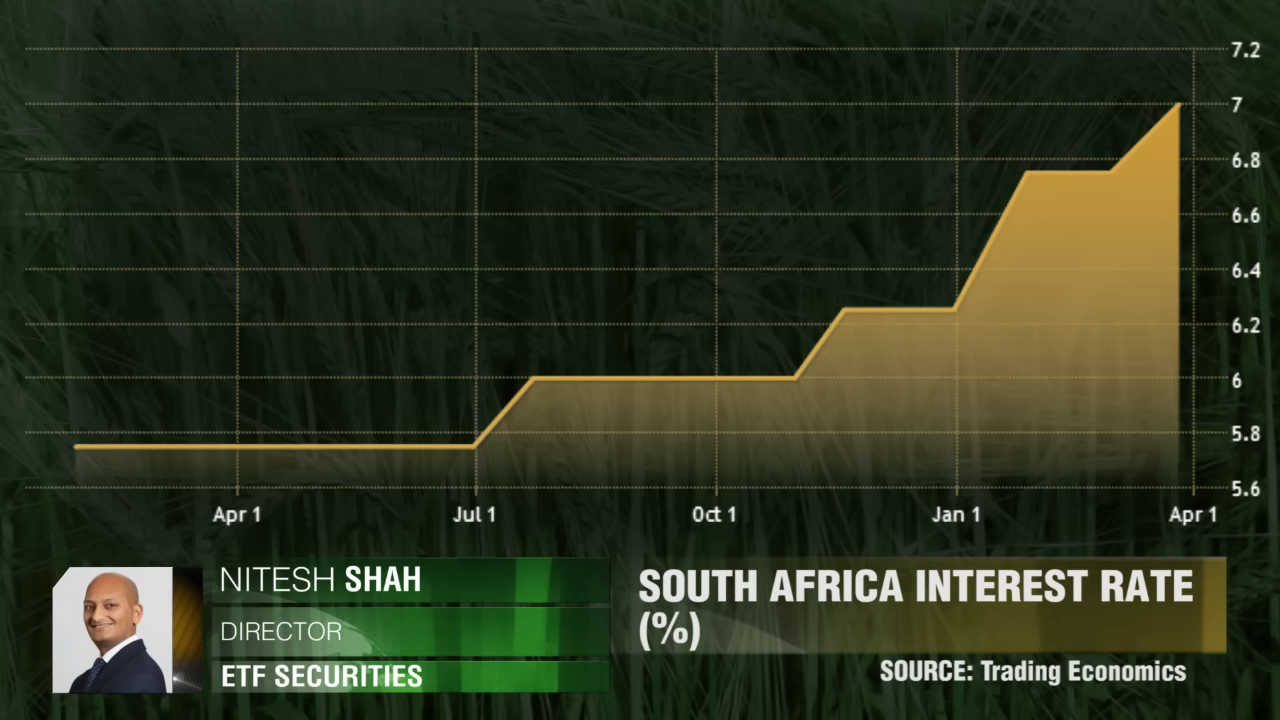 7.2
7
6.8
6.6
6.4
6.2
6
5.8
5.6
Apr 1 Jul 1 Oct 1 Jan 1 Apr 1
NITESH SHAH
DIRECTOR
ETF SECURITIES
SOUTH AFRICA INTEREST RATE
(%)
SOURCE: Trading Economics